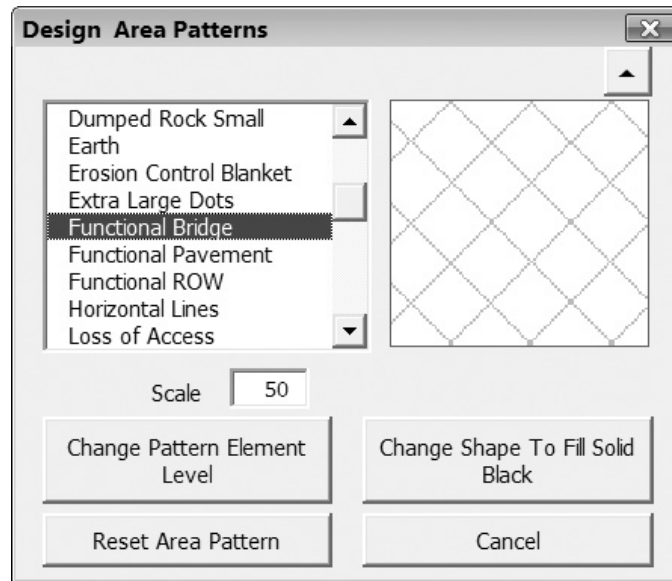 Design Area Patterns
Dumped Rock Small
Earth
Erosion Control Blanket
Extra Large Dots
Functional Bridge
Functional Pavement
Functional ROW
Horizontal Lines
Loss of Access
Scale 50
Change Pattern Element
Level
Change Shape To Fill Solid
Black
Reset Area Pattern
Cancel